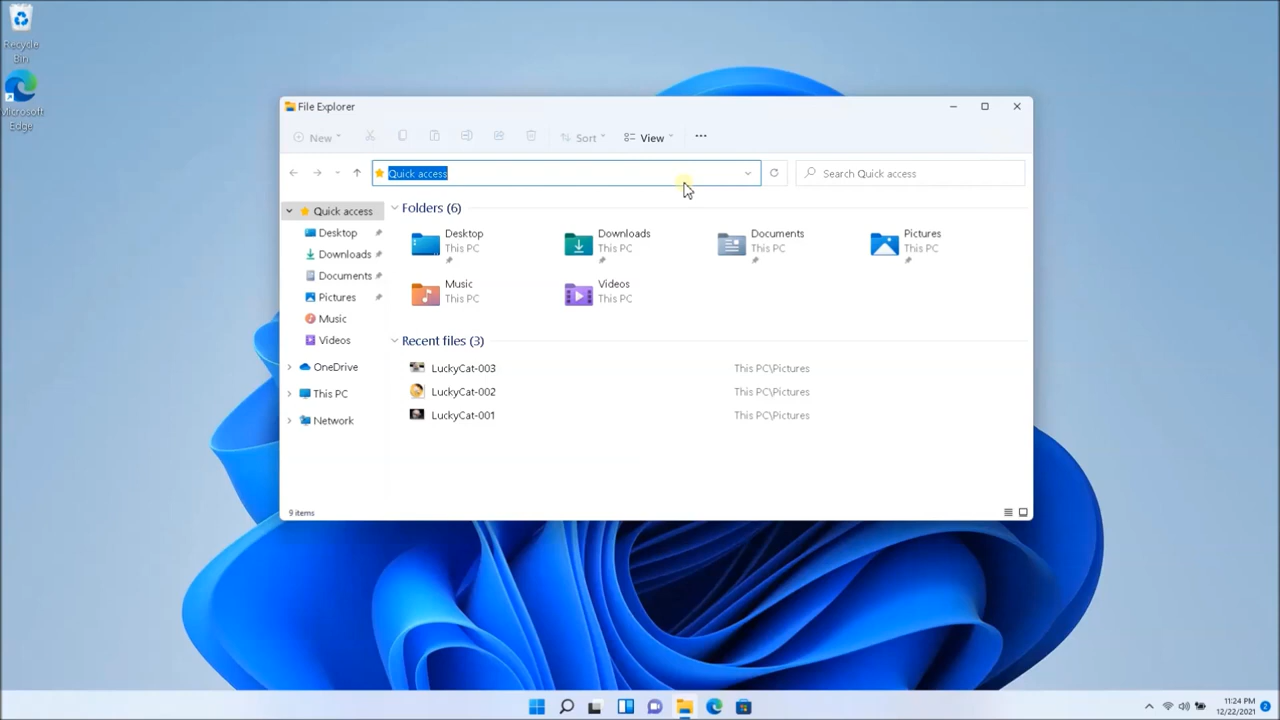 Recycle
Bin
Microsoft
Edge
File Explorer
New
Sort
View
Quick access
Search Quick access
Quick access
Desktop
Downloads
Documents
Pictures
Music
Videos
OneDrive
This PC
Network
Folders (6)
Desktop
This PC
Downloads
This PC
Documents
This PC
Pictures
This PC
Music
This PC
Videos
This PC
Recent files (3)
LuckyCat-003 This PC\Pictures
LuckyCat-002 This PC\Pictures
LuckyCat-001 This PC\Pictures
9 items
11:24 PM
12/22/2021
2